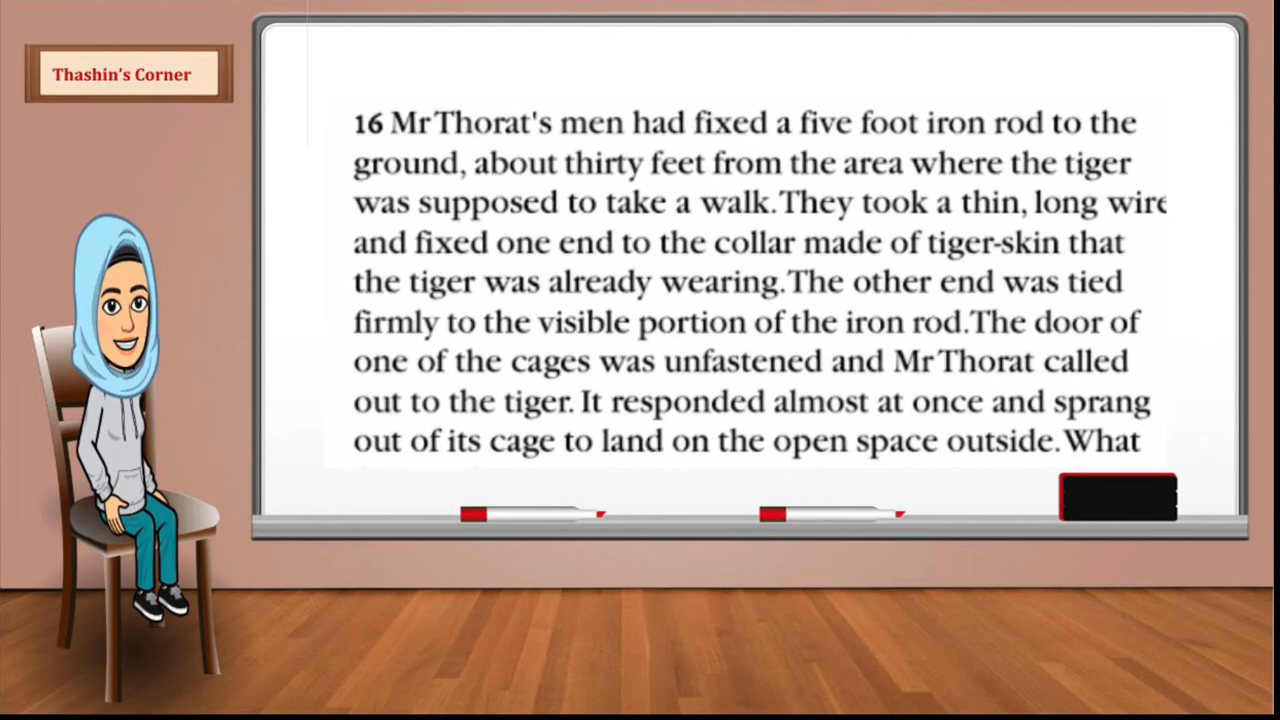 Thashin's Corner
16 Mr Thorat's men had fixed a five foot iron rod to the
ground, about thirty feet from the area where the tiger
was supposed to take a walk. They took a thin, long wire
and fixed one end to the collar made of tiger-skin that
the tiger was already wearing. The other end was tied
firmly to the visible portion of the iron rod. The door of
one of the cages was unfastened and Mr Thorat called
out to the tiger. It responded almost at once and sprang
out of its cage to land on the open space outside. What